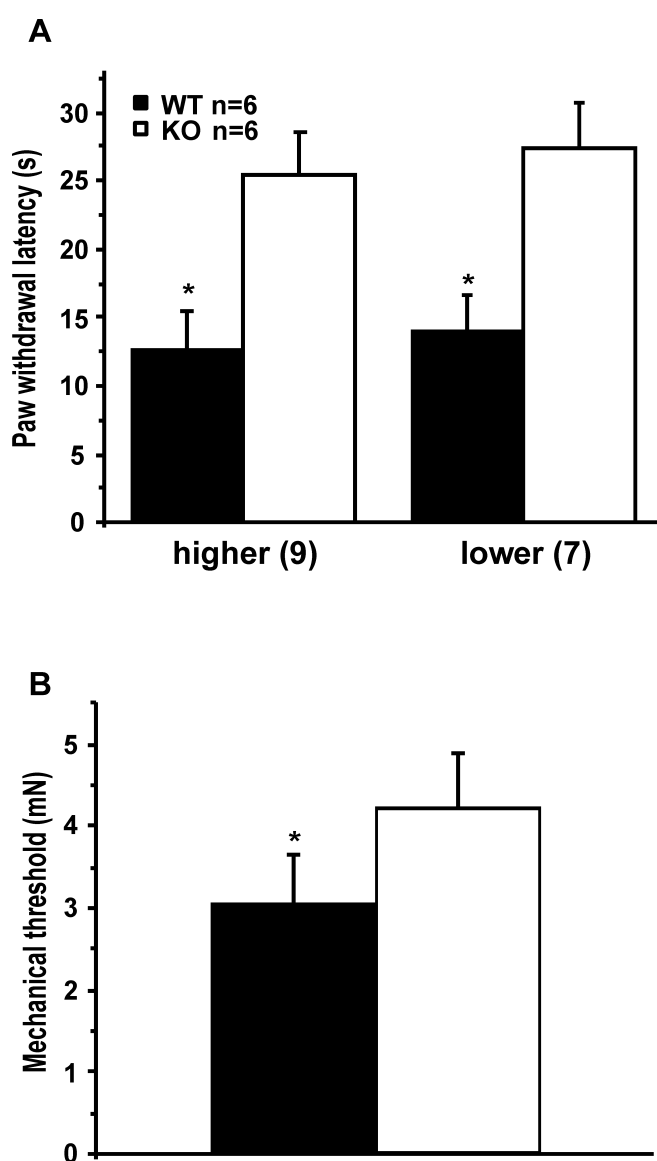 A
Paw withdrawal latency (s)
30
25
20
15
10
5
0
WT n=6
KO n=6
*
*
higher (9)
lower (7)
B
Mechanical threshold (mN)
5
4
3
2
1
0
*